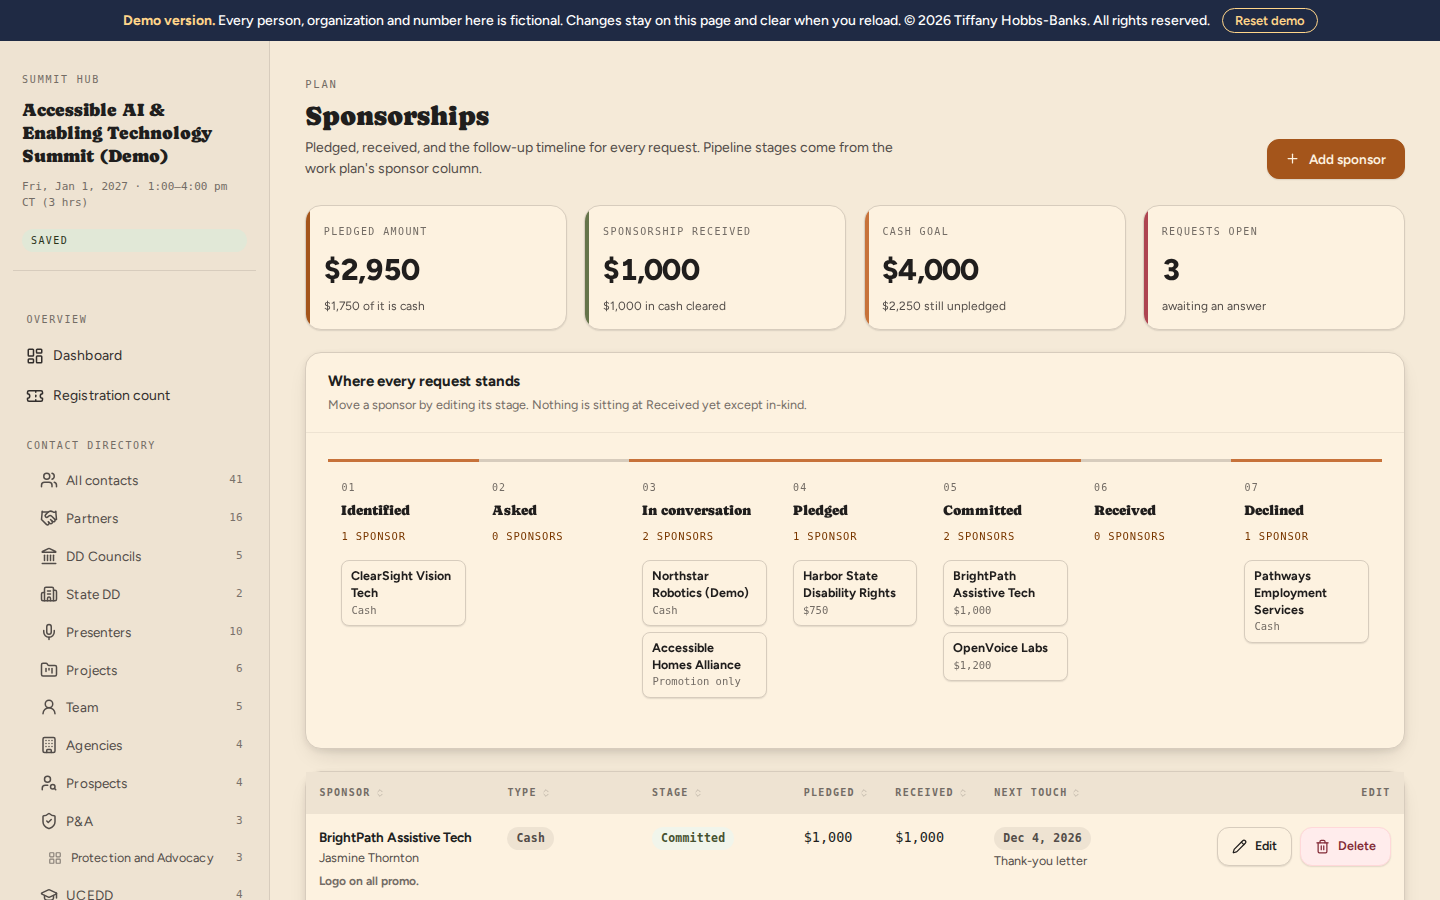 Demo version. Every person, organization and number here is fictional. Changes stay on this page and clear when you reload. © 2026 Tiffany Hobbs-Banks. All rights reserved. Reset demo
SUMMIT HUB
Accessible AI &
Enabling Technology
Summit (Demo)
Fri, Jan 1, 2027 · 1:00–4:00 pm
CT (3 hrs)
SAVED
OVERVIEW
Dashboard
Registration count
CONTACT DIRECTORY
All contacts 41
Partners 16
DD Councils 5
State DD 2
Presenters 10
Projects 6
Team 5
Agencies 4
Prospects 4
P&A 3
Protection and Advocacy 3
UCEDD 4
PLAN
Sponsorships
Pledged, received, and the follow-up timeline for every request. Pipeline stages come from the
work plan's sponsor column.
+ Add sponsor
PLEDGED AMOUNT
$2,950
$1,750 of it is cash
SPONSORSHIP RECEIVED
$1,000
$1,000 in cash cleared
CASH GOAL
$4,000
$2,250 still unpledged
REQUESTS OPEN
3
awaiting an answer
Where every request stands
Move a sponsor by editing its stage. Nothing is sitting at Received yet except in-kind.
01
Identified
1 SPONSOR
ClearSight Vision
Tech
Cash
02
Asked
0 SPONSORS
03
In conversation
2 SPONSORS
Northstar
Robotics (Demo)
Cash
Accessible
Homes Alliance
Promotion only
04
Pledged
1 SPONSOR
Harbor State
Disability Rights
$750
05
Committed
2 SPONSORS
BrightPath
Assistive Tech
$1,000
OpenVoice Labs
$1,200
06
Received
0 SPONSORS
07
Declined
1 SPONSOR
Pathways
Employment
Services
Cash
SPONSOR TYPE STAGE PLEDGED RECEIVED NEXT TOUCH EDIT
BrightPath Assistive Tech Cash Committed $1,000 $1,000 Dec 4, 2026 Edit Delete
Jasmine Thornton Thank-you letter
Logo on all promo.